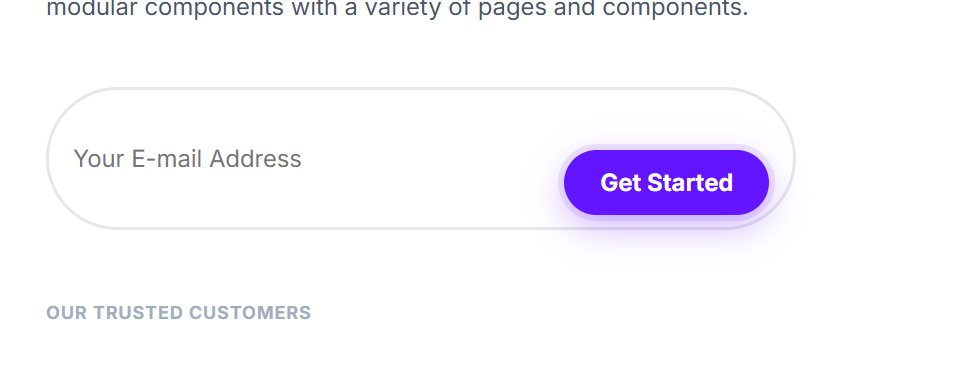 modular components with a variety of pages and components.
Your E-mail Address
Get Started
OUR TRUSTED CUSTOMERS